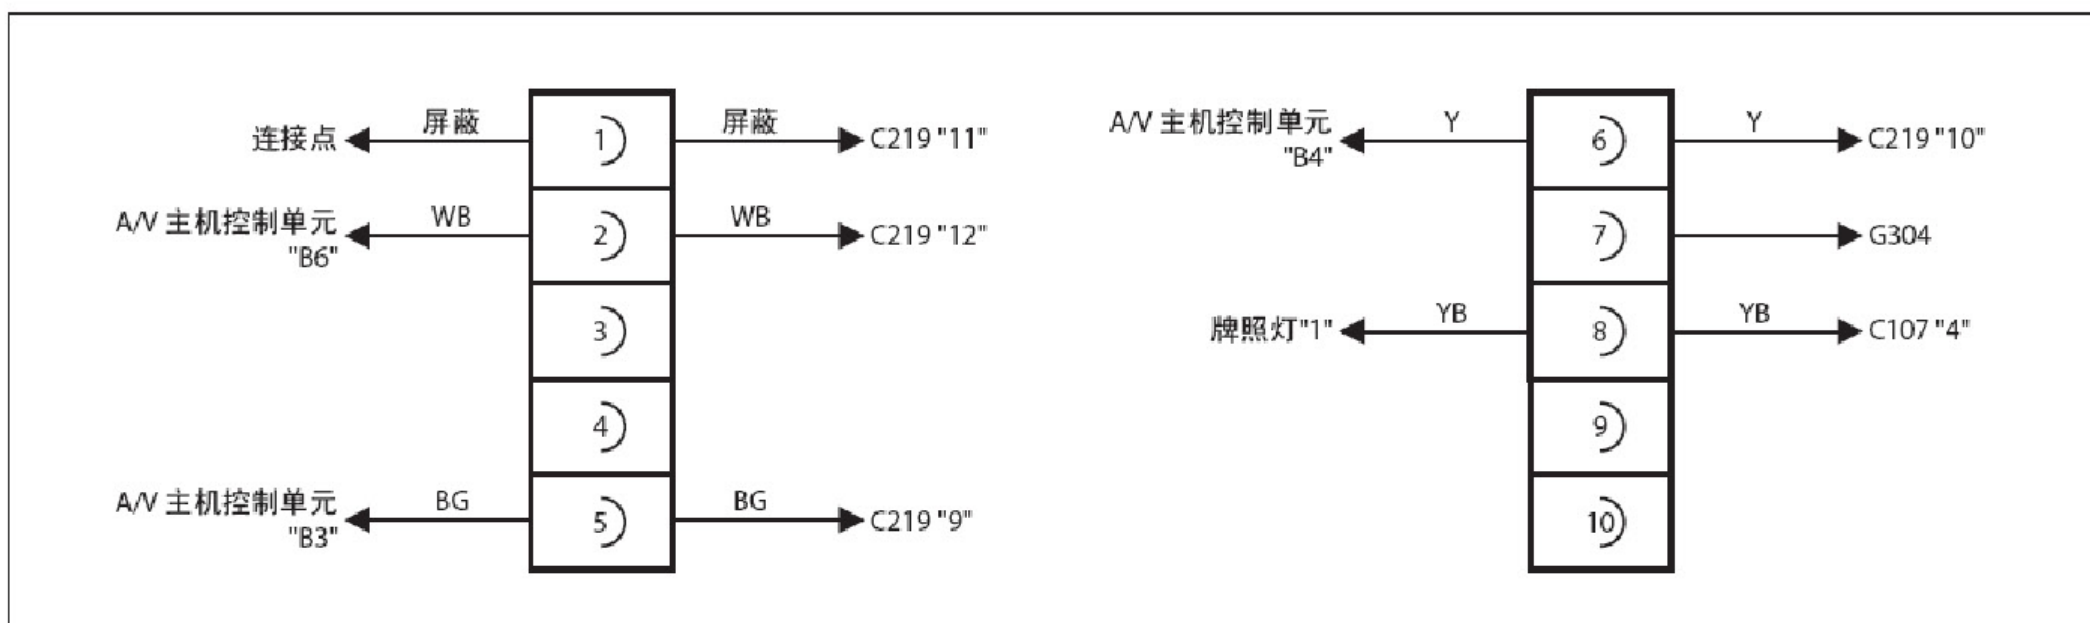 连接点 屏蔽 1 屏蔽 C219 "11"
A/V 主机控制单元 "B6" WB 2 WB C219 "12"
3
4
A/V 主机控制单元 "B3" BG 5 BG C219 "9"
A/V 主机控制单元 "B4" Y 6 Y C219 "10"
7 G304
牌照灯"1" YB 8 YB C107 "4"
9
10